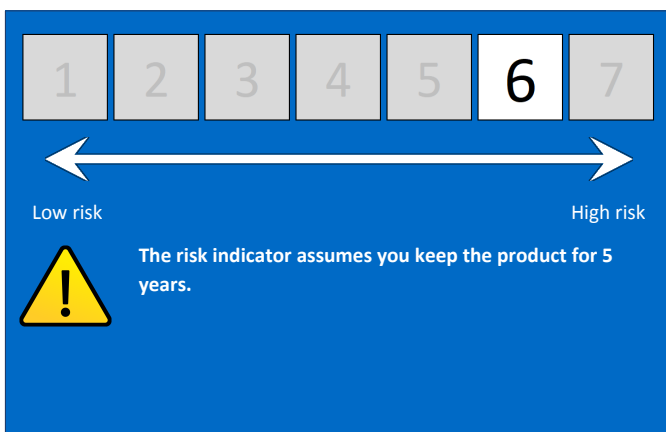 1 2 3 4 5 6 7
Low risk High risk
The risk indicator assumes you keep the product for 5
years.